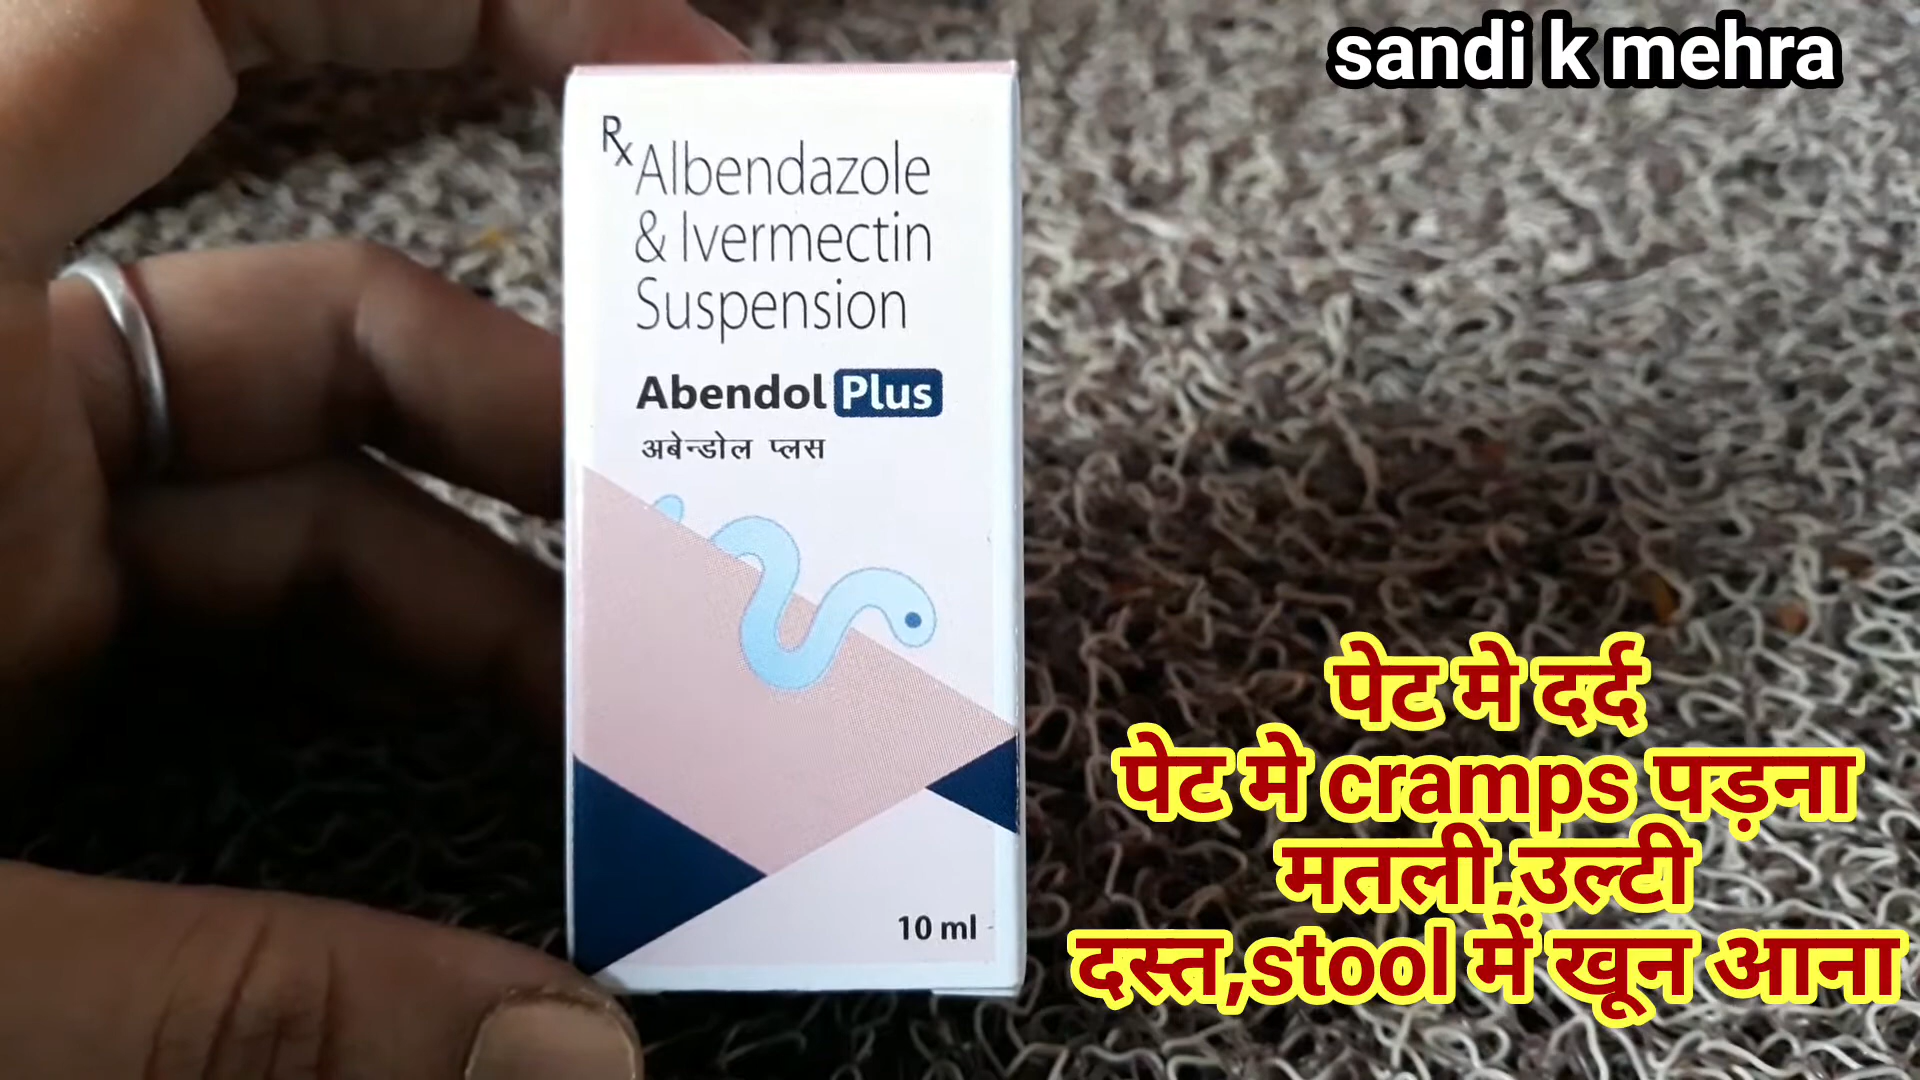 sandi k mehra
Rx Albendazole
& Ivermectin
Suspension
Abendol Plus
अबेन्डोल प्लस
10 ml
पेट मे दर्द
पेट मे cramps पड़ना
मतली,उल्टी
दस्त,stool में खून आना